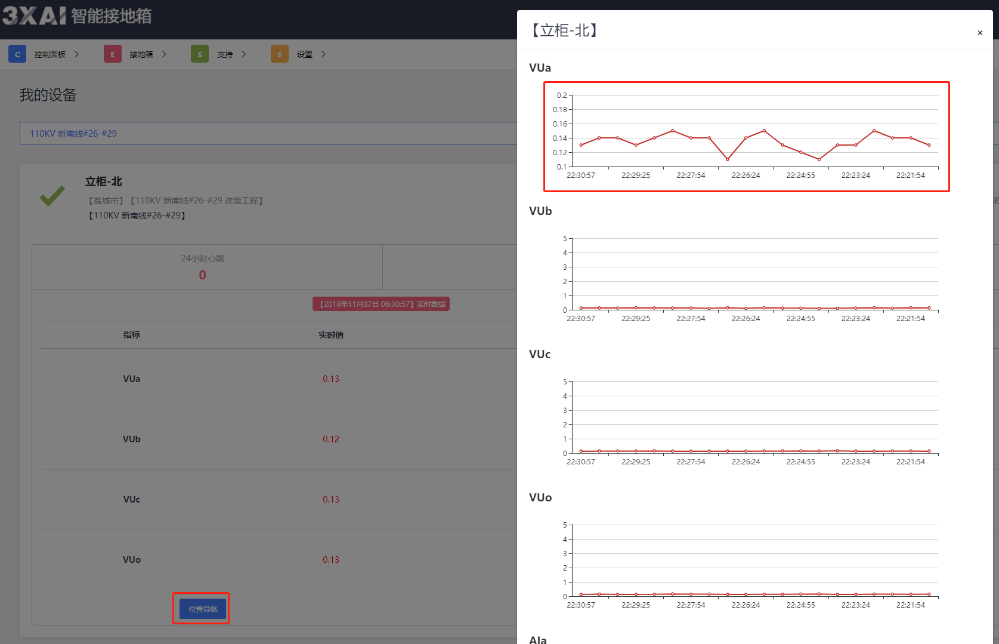 3XAI 智能接地箱
C 控制面板 E 接地箱 S 支持 S 设置
我的设备
110KV 新南线#26-#29
立柜-北
【盐城市】【110KV 新南线#26-#29 改造工程】
【110KV 新南线#26-#29】
24小时心跳
0
【2018年11月07日 06:30:57】实时数据
指标 实时值
VUa 0.13
VUb 0.12
VUc 0.13
VUo 0.13
位置导航
【立柜-北】
×
VUa
0.2
0.18
0.16
0.14
0.12
0.1
22:30:57 22:29:25 22:27:54 22:26:24 22:24:55 22:23:24 22:21:54
VUb
5
4
3
2
1
0
22:30:57 22:29:25 22:27:54 22:26:24 22:24:55 22:23:24 22:21:54
VUc
5
4
3
2
1
0
22:30:57 22:29:25 22:27:54 22:26:24 22:24:55 22:23:24 22:21:54
VUo
5
4
3
2
1
0
22:30:57 22:29:25 22:27:54 22:26:24 22:24:55 22:23:24 22:21:54
AIa